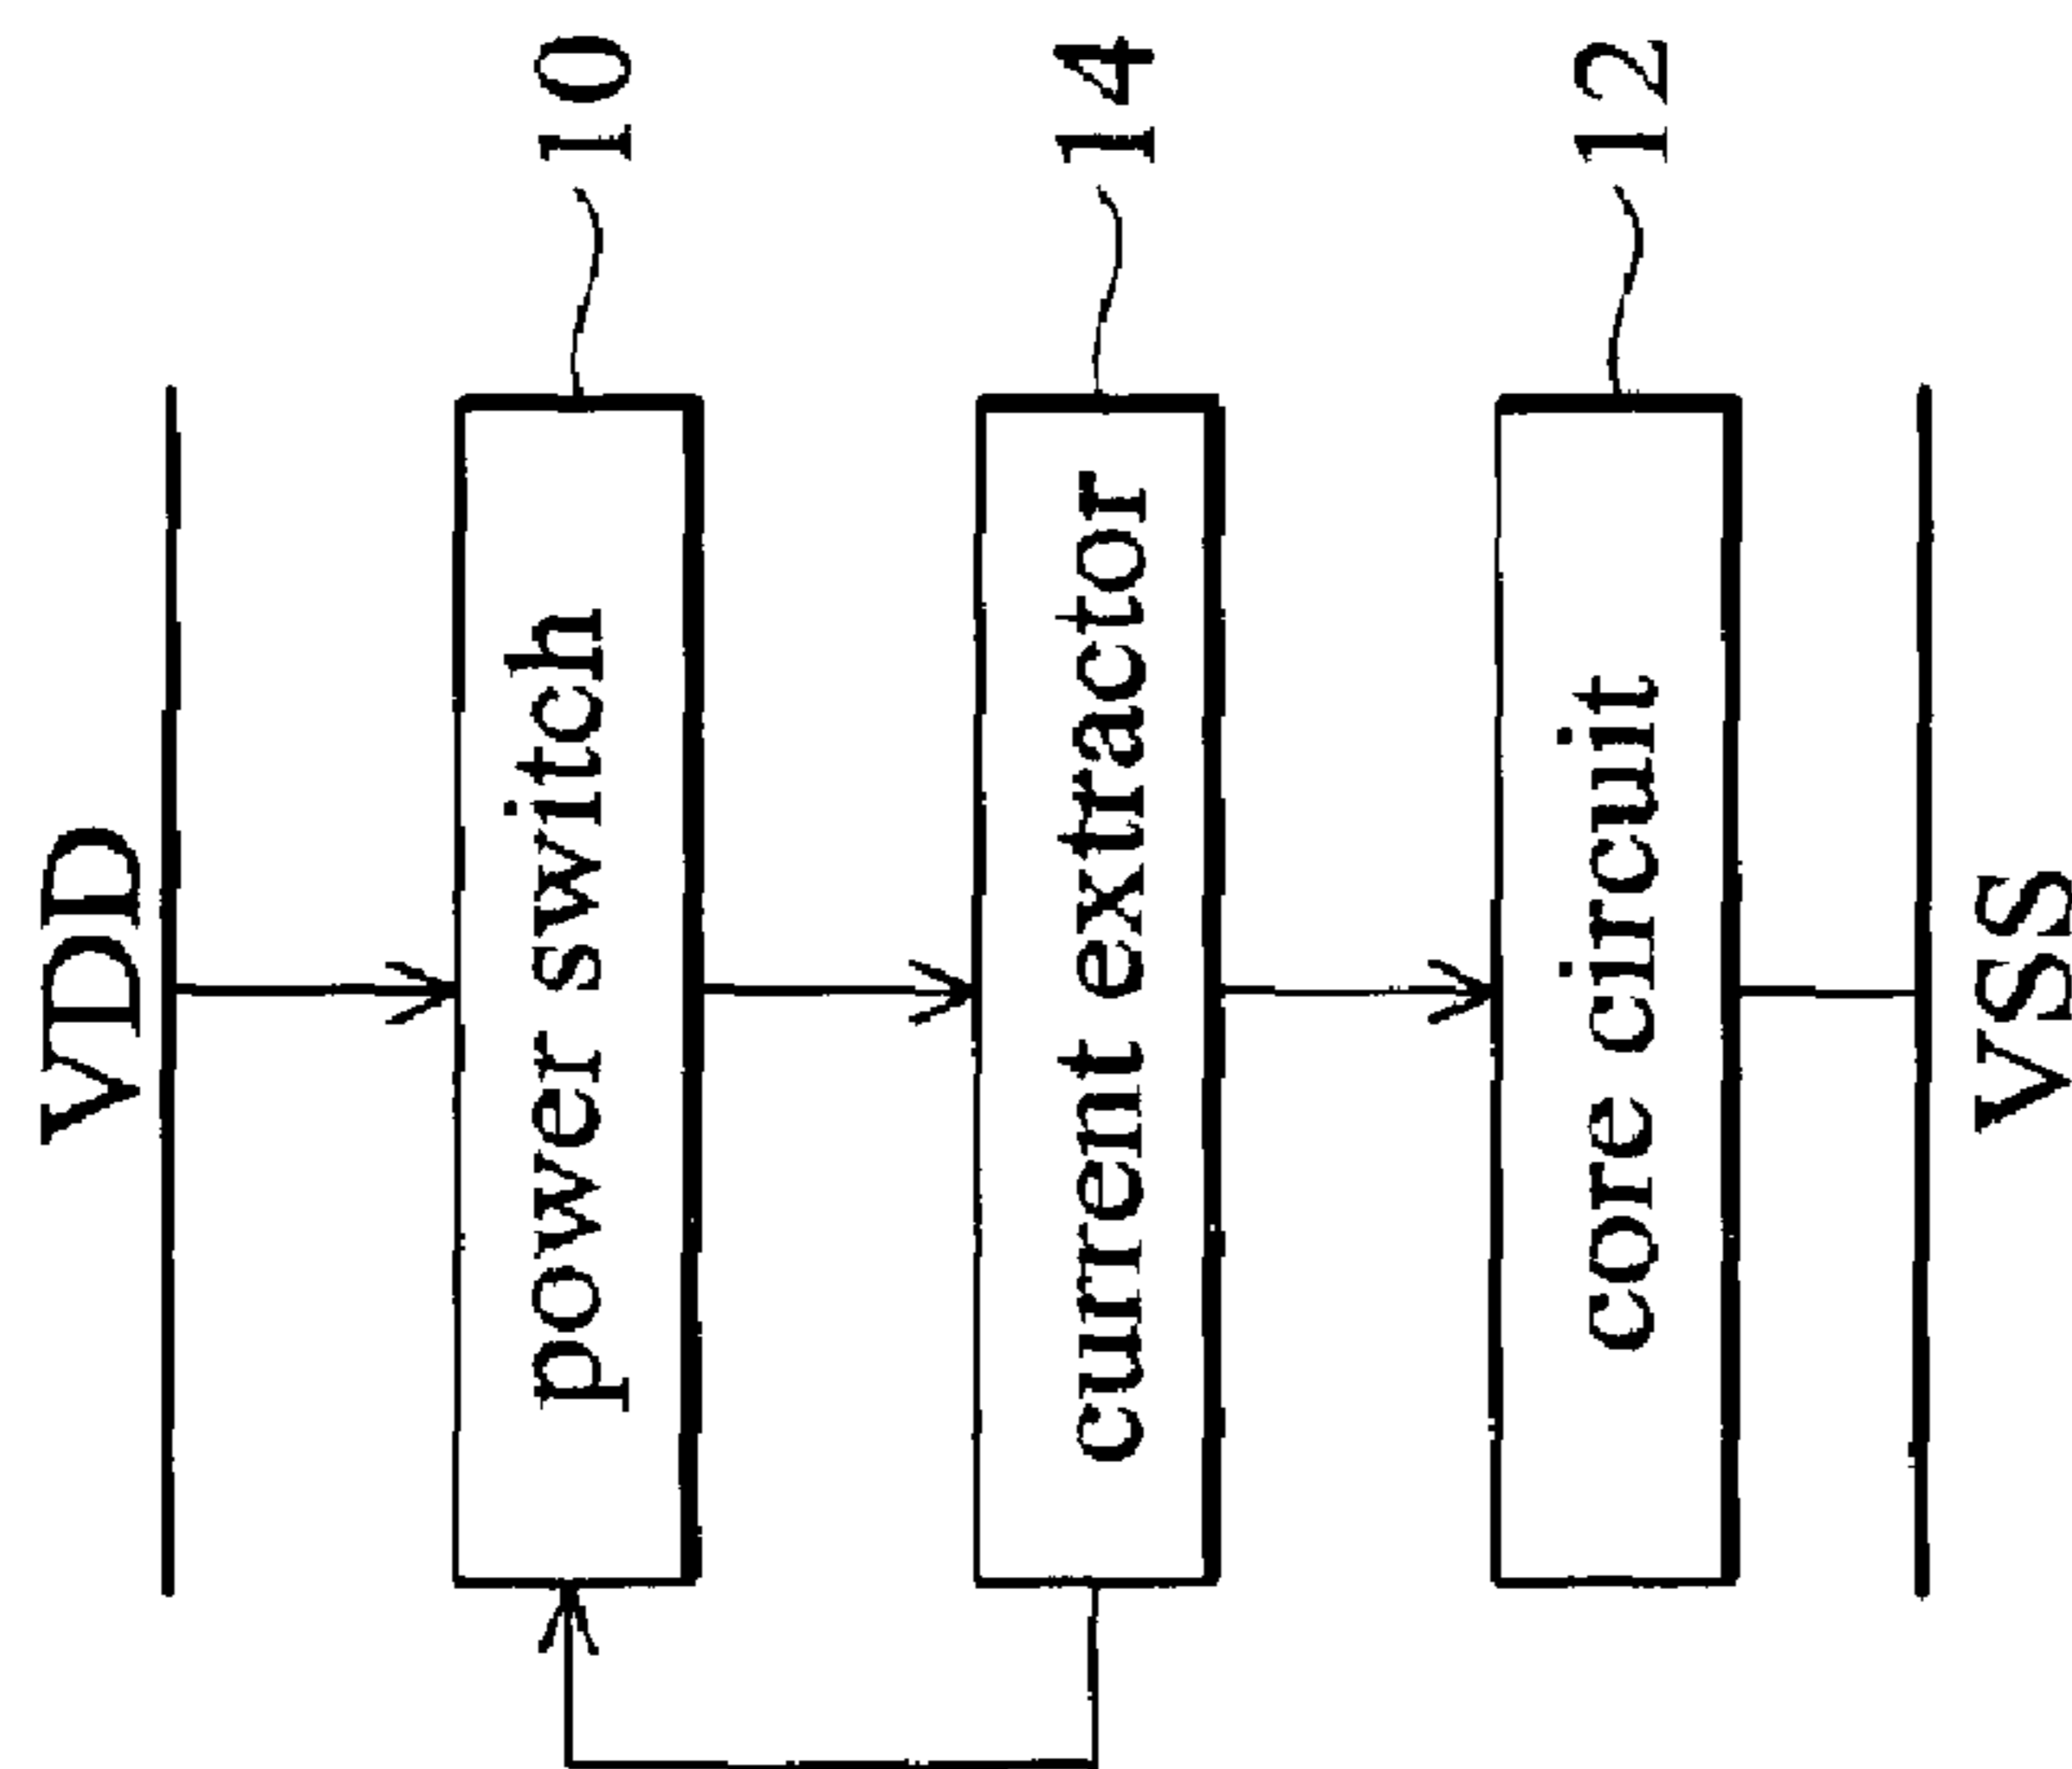 VDD
power switch
10
current extractor
14
core circuit
12
VSS